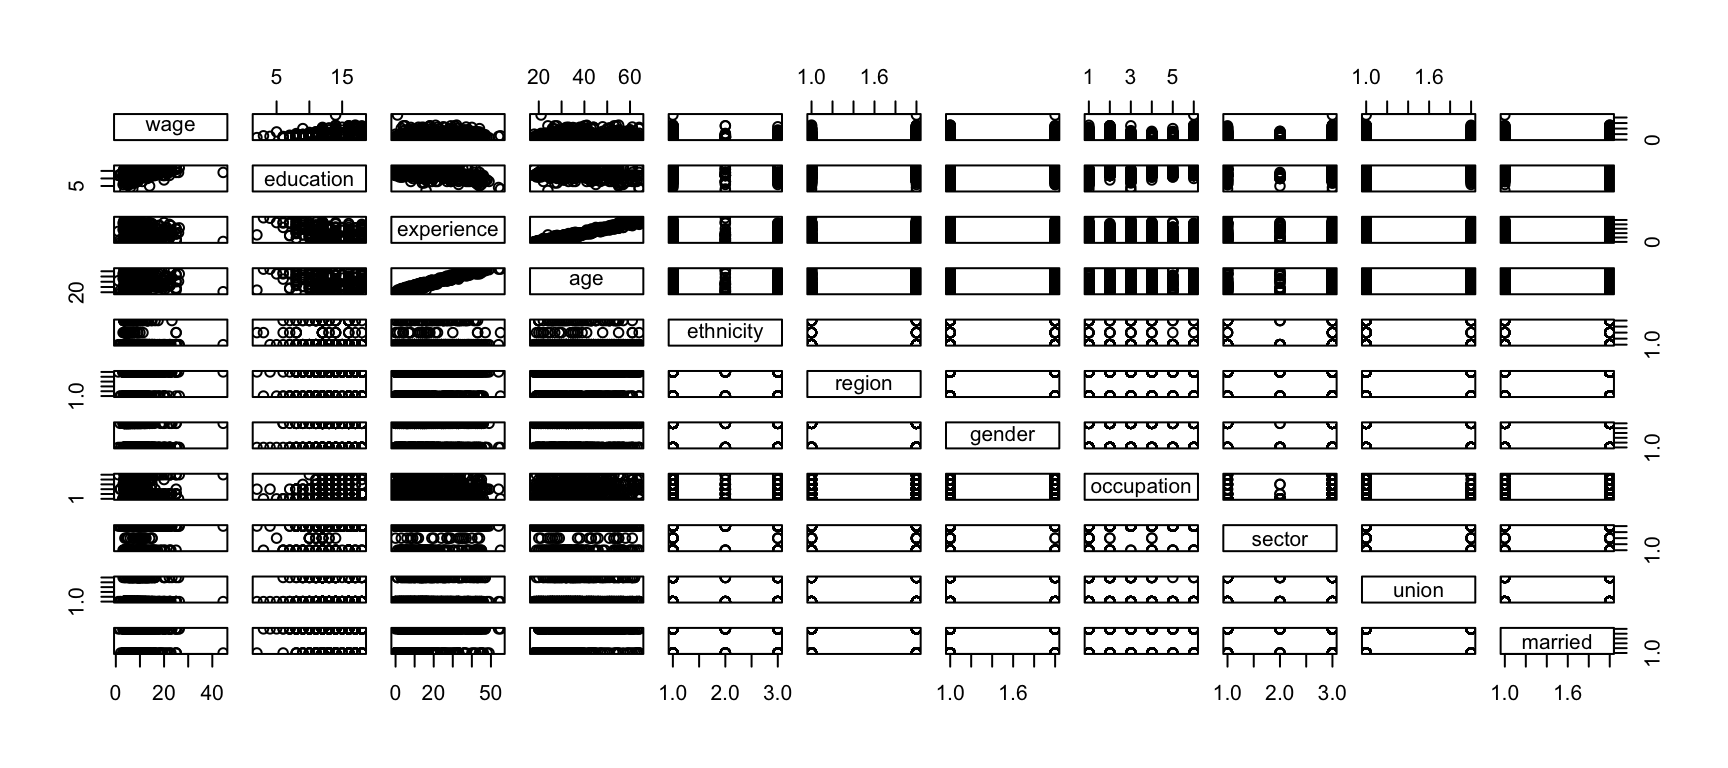 5 15 20 40 60 1.0 1.6 1 3 5 1.0 1.6
wage 0
5 education
experience 0
20 age
ethnicity 1.0
1.0 region
gender 1.0
1 occupation
sector 1.0
1.0 union
married 1.0
0 20 40 0 20 50 1.0 2.0 3.0 1.0 1.6 1.0 2.0 3.0 1.0 1.6